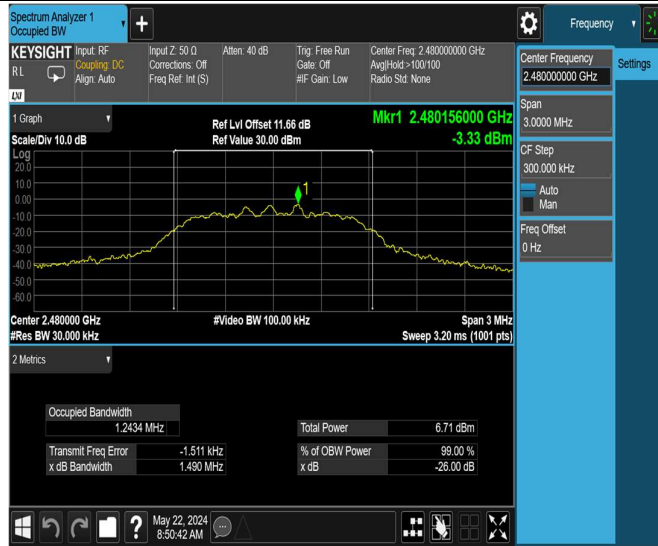 Spectrum Analyzer 1
Occupied BW
Frequency
KEYSIGHT
R L
LXI
Input: RF
Coupling: DC
Align: Auto
Input Z: 50 Ω
Corrections: Off
Freq Ref: Int (S)
Atten: 40 dB
Trig: Free Run
Gate: Off
#IF Gain: Low
Center Freq: 2.480000000 GHz
Avg|Hold:>100/100
Radio Std: None
Center Frequency
2.480000000 GHz
Settings
Span
3.0000 MHz
CF Step
300.000 kHz
Auto
Man
Freq Offset
0 Hz
1 Graph
Scale/Div 10.0 dB
Ref Lvl Offset 11.66 dB
Ref Value 30.00 dBm
Mkr1 2.480156000 GHz
-3.33 dBm
Log
20.0
10.0
0.00
-10.0
-20.0
-30.0
-40.0
-50.0
-60.0
1
Center 2.480000 GHz
#Res BW 30.000 kHz
#Video BW 100.00 kHz
Span 3 MHz
Sweep 3.20 ms (1001 pts)
2 Metrics
Occupied Bandwidth
1.2434 MHz
Transmit Freq Error -1.511 kHz
x dB Bandwidth 1.490 MHz
Total Power 6.71 dBm
% of OBW Power 99.00 %
x dB -26.00 dB
May 22, 2024
8:50:42 AM